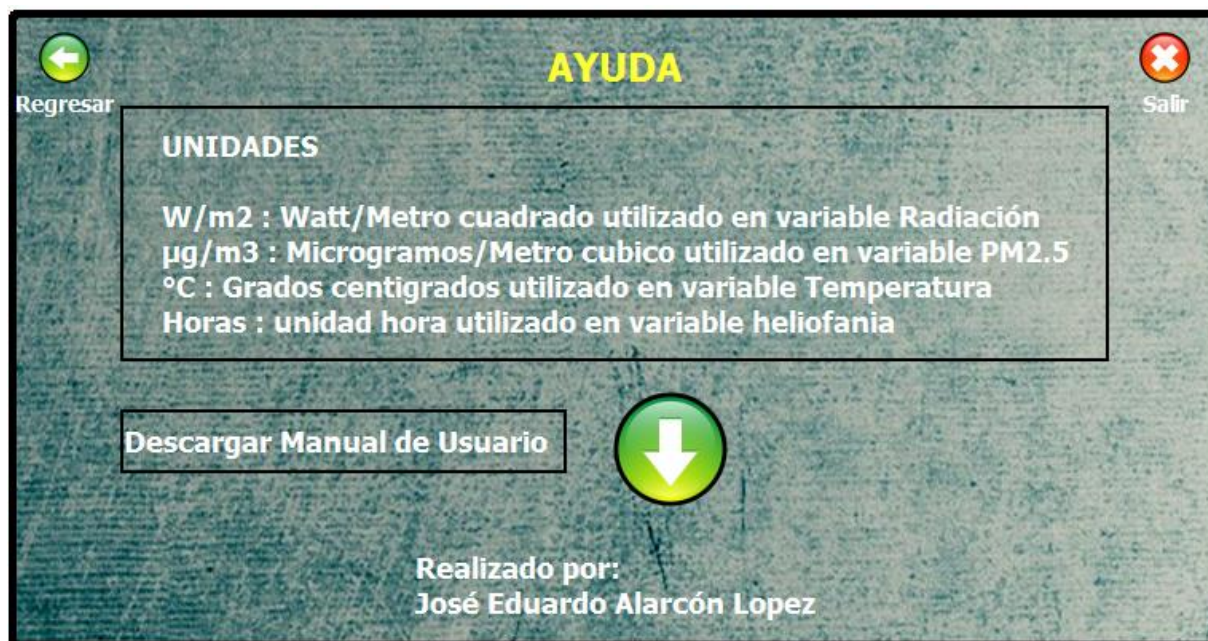 AYUDA
Regresar
Salir
UNIDADES
W/m2 : Watt/Metro cuadrado utilizado en variable Radiación
µg/m3 : Microgramos/Metro cubico utilizado en variable PM2.5
°C : Grados centigrados utilizado en variable Temperatura
Horas : unidad hora utilizado en variable heliofania
Descargar Manual de Usuario
Realizado por:
José Eduardo Alarcón Lopez